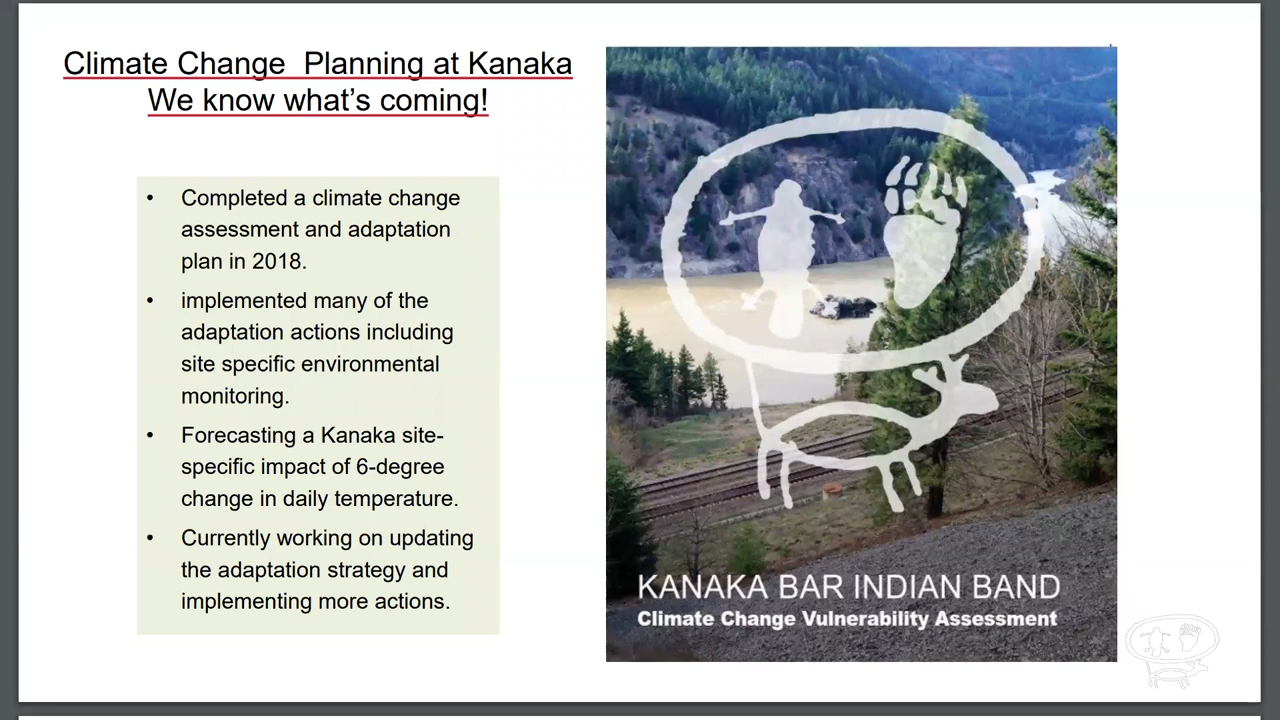 Climate Change  Planning at Kanaka
We know what’s coming!
• Completed a climate change
assessment and adaptation
plan in 2018.
• implemented many of the
adaptation actions including
site specific environmental
monitoring.
• Forecasting a Kanaka site-
specific impact of 6-degree
change in daily temperature.
• Currently working on updating
the adaptation strategy and
implementing more actions.
KANAKA BAR INDIAN BAND
Climate Change Vulnerability Assessment